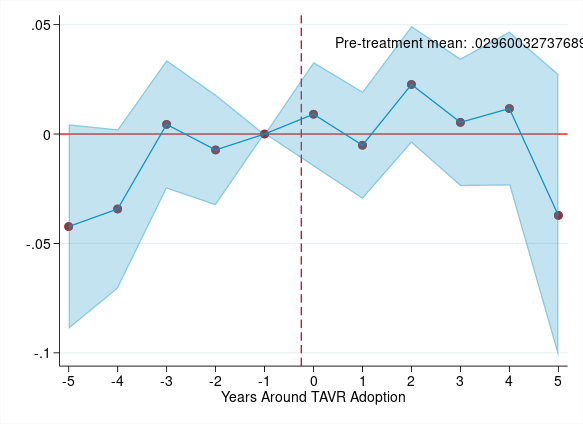 Pre-treatment mean: .02960032737689
.05
0
-.05
-.1
-5 -4 -3 -2 -1 0 1 2 3 4 5
Years Around TAVR Adoption